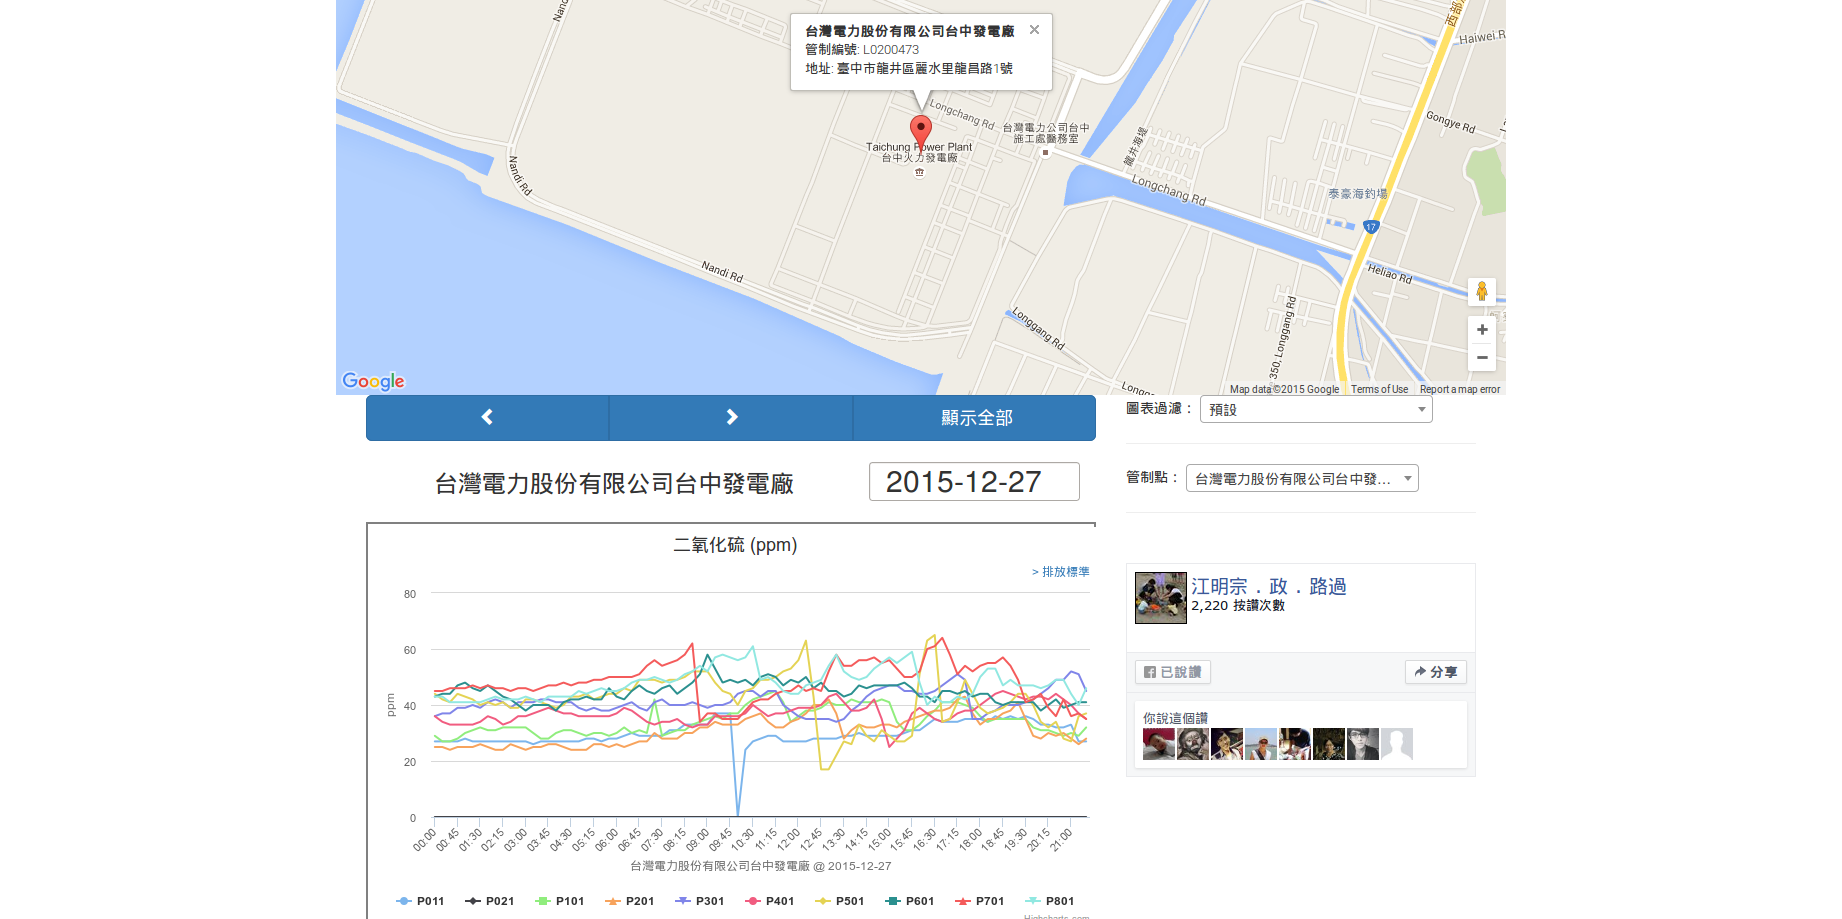 台灣電力股份有限公司台中發電廠
管制編號: L0200473
地址: 臺中市龍井區麗水里龍昌路1號
Nandi
西部
Haiwei R
Longchang Rd
台灣電力公司台中
施工處醫務室
Gongye Rd
龍井海堤
Taichung Power Plant
台中火力發電廠
Nandi Rd
Longchang Rd
泰豪海釣場
17
Nandi Rd
Heliao Rd
Longgang Rd
350, Longgang Rd
Longg
Google
Map data ©2015 Google
Terms of Use
Report a map error
顯示全部
圖表過濾：
預設
台灣電力股份有限公司台中發電廠
2015-12-27
管制點：
台灣電力股份有限公司台中發...
二氧化硫 (ppm)
> 排放標準
80
60
40
20
0
ppm
00:00
00:45
01:30
02:15
03:00
03:45
04:30
05:15
06:00
06:45
07:30
08:15
09:00
09:45
10:30
11:15
12:00
12:45
13:30
14:15
15:00
15:45
16:30
17:15
18:00
18:45
19:30
20:15
21:00
台灣電力股份有限公司台中發電廠 @ 2015-12-27
P011
P021
P101
P201
P301
P401
P501
P601
P701
P801
Highcharts.com
江明宗．政．路過
2,220 按讚次數
已說讚
分享
你說這個讚